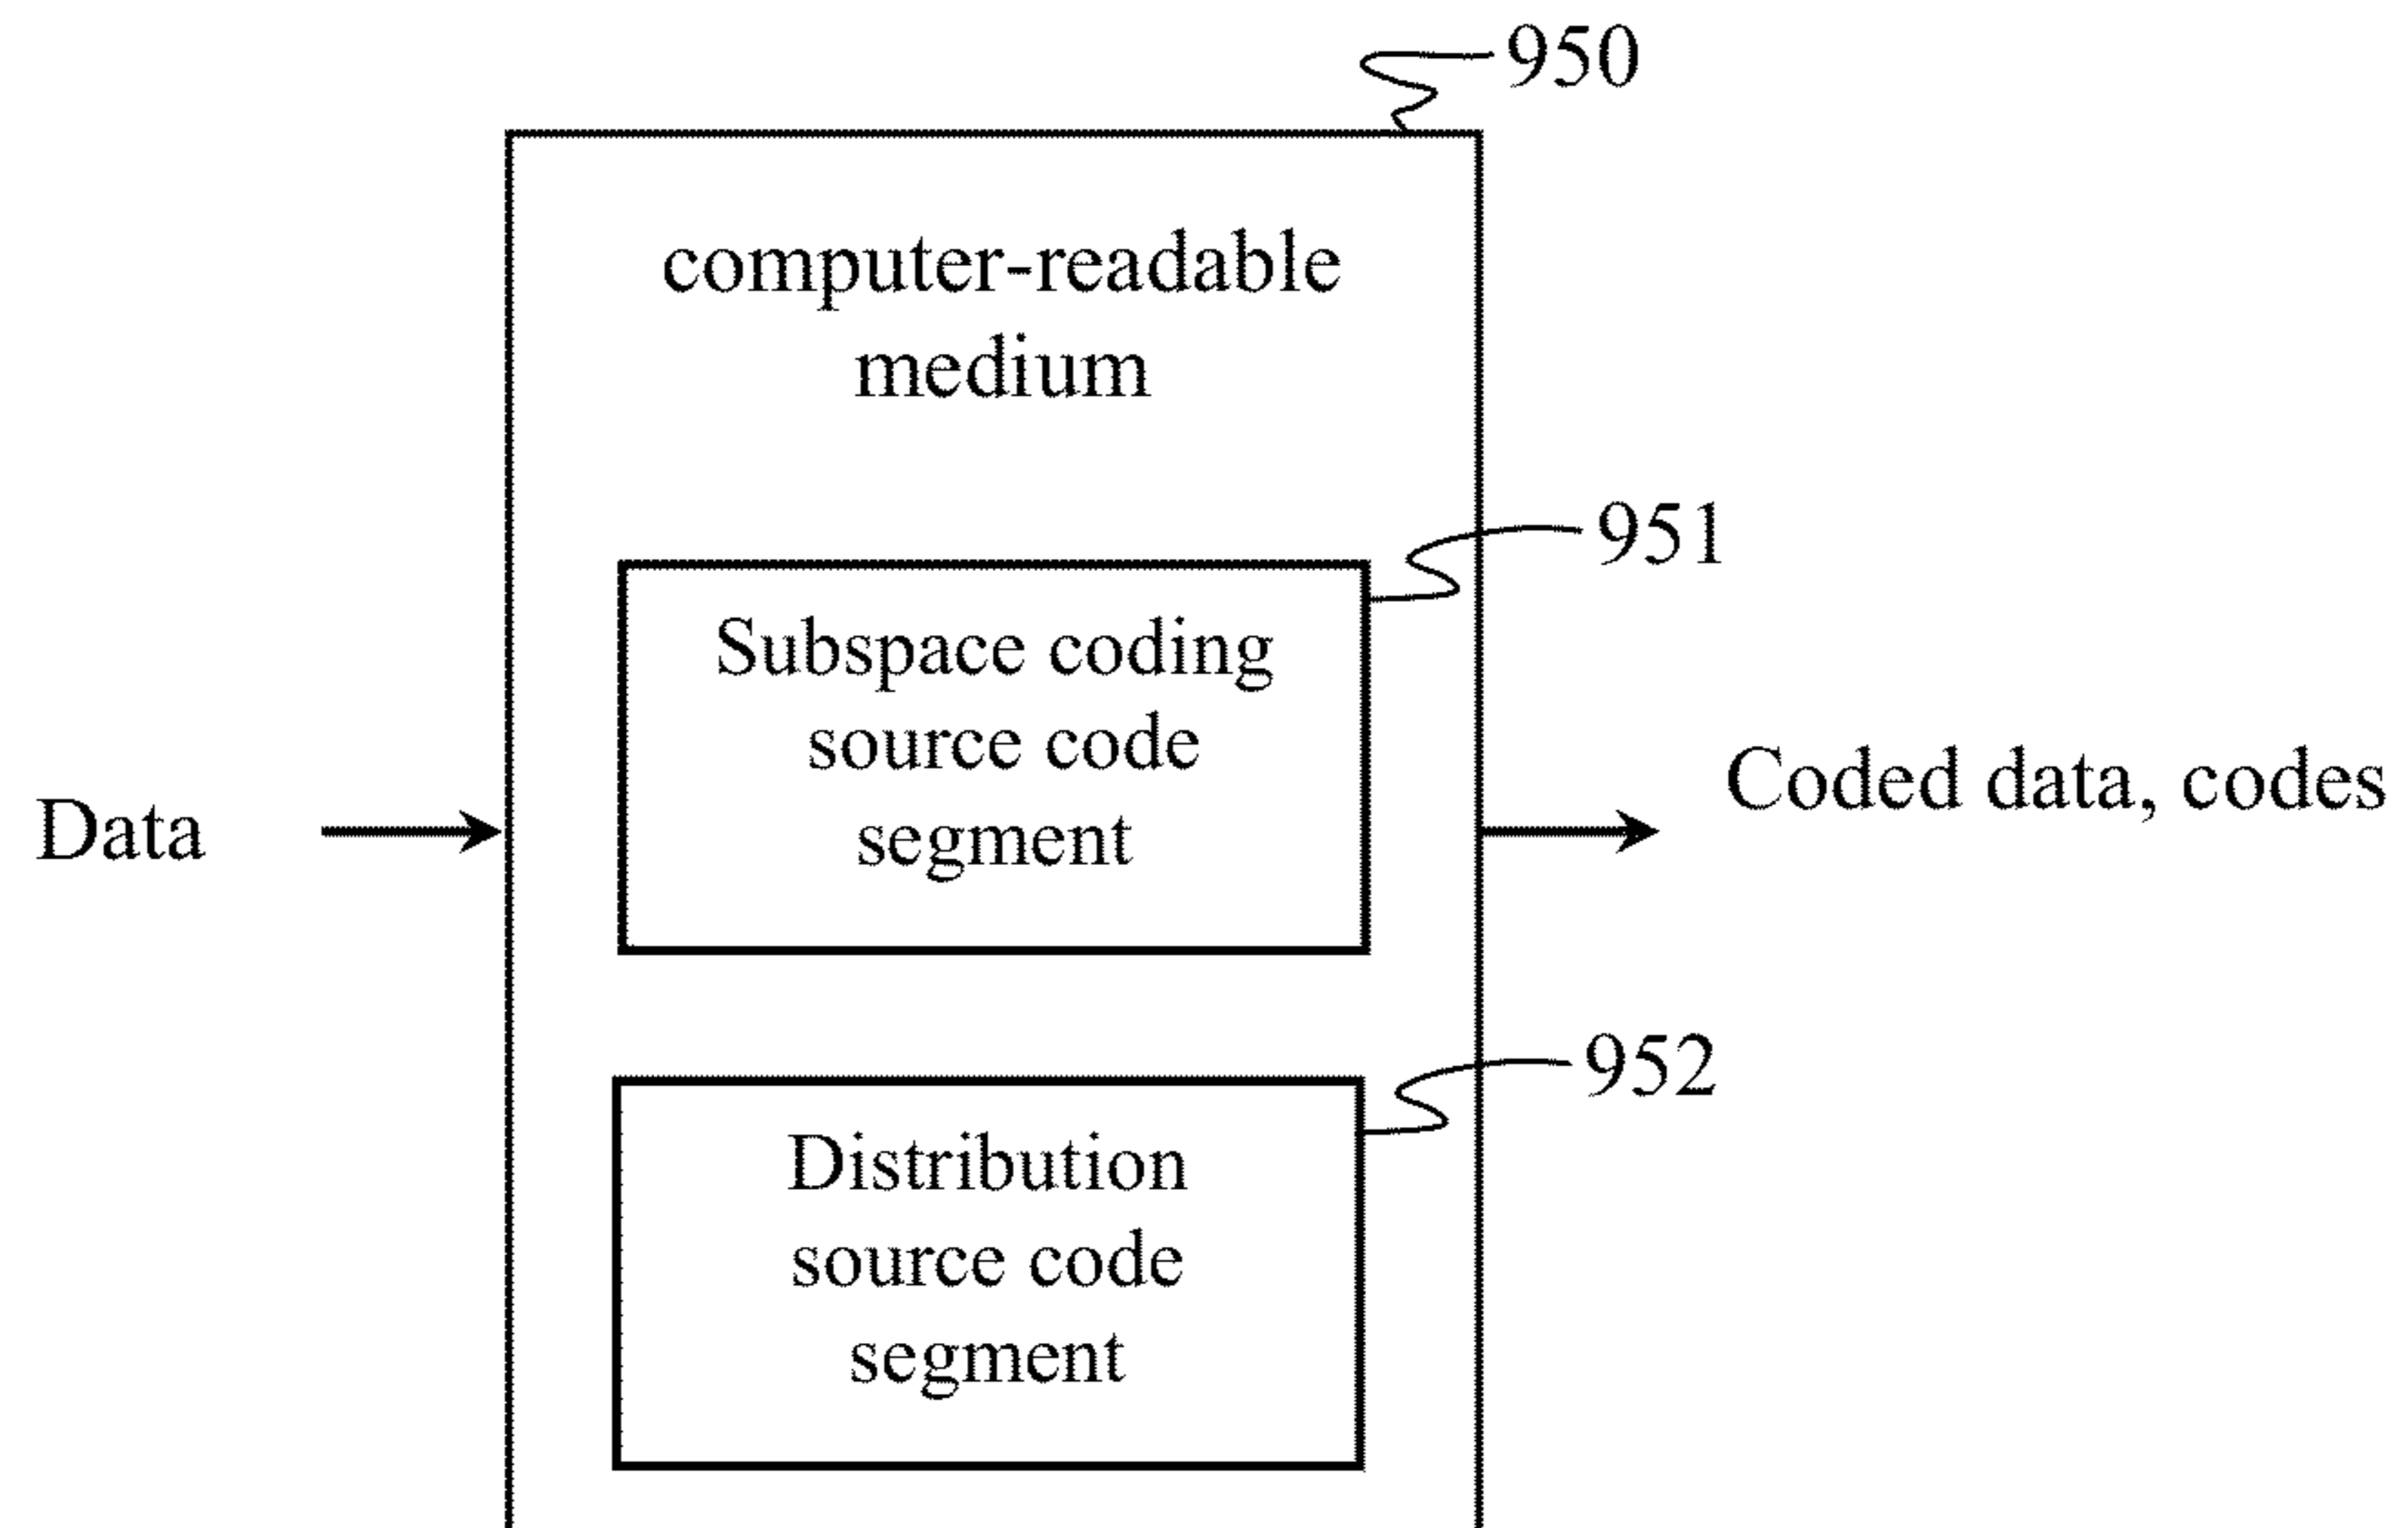 950
computer-readable
medium
951
Subspace coding
source code
segment
Data
Coded data, codes
952
Distribution
source code
segment